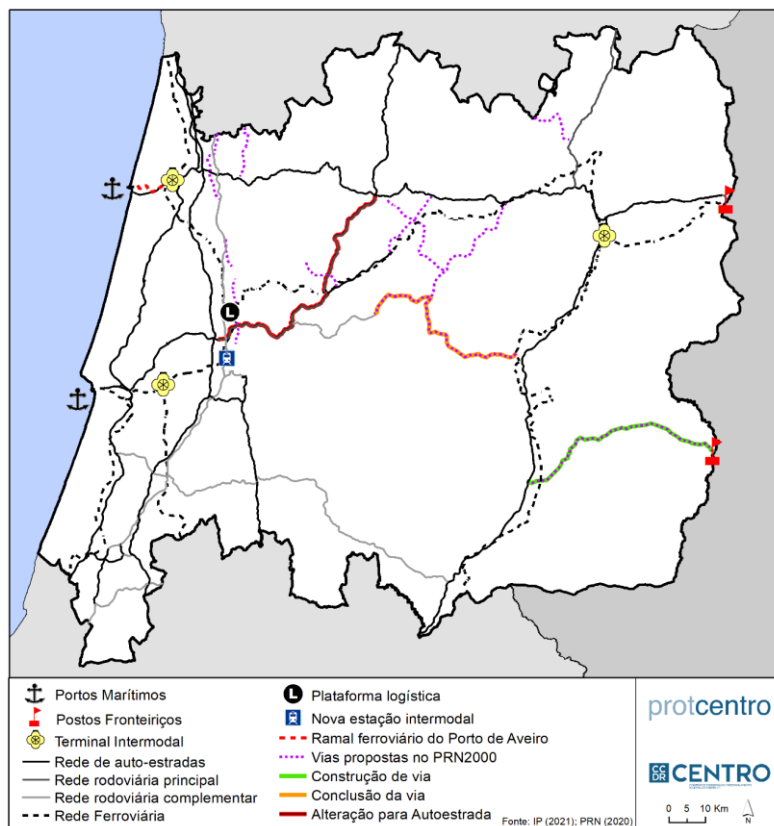 L
Portos Marítimos
Postos Fronteiriços
Terminal Intermodal
Rede de auto-estradas
Rede rodoviária principal
Rede rodoviária complementar
Rede Ferroviária
L Plataforma logística
Nova estação intermodal
Ramal ferroviário do Porto de Aveiro
Vias propostas no PRN2000
Construção de via
Conclusão da via
Alteração para Autoestrada
Fonte: IP (2021); PRN (2020)
protcentro
CCDR CENTRO
0 5 10 Km
N